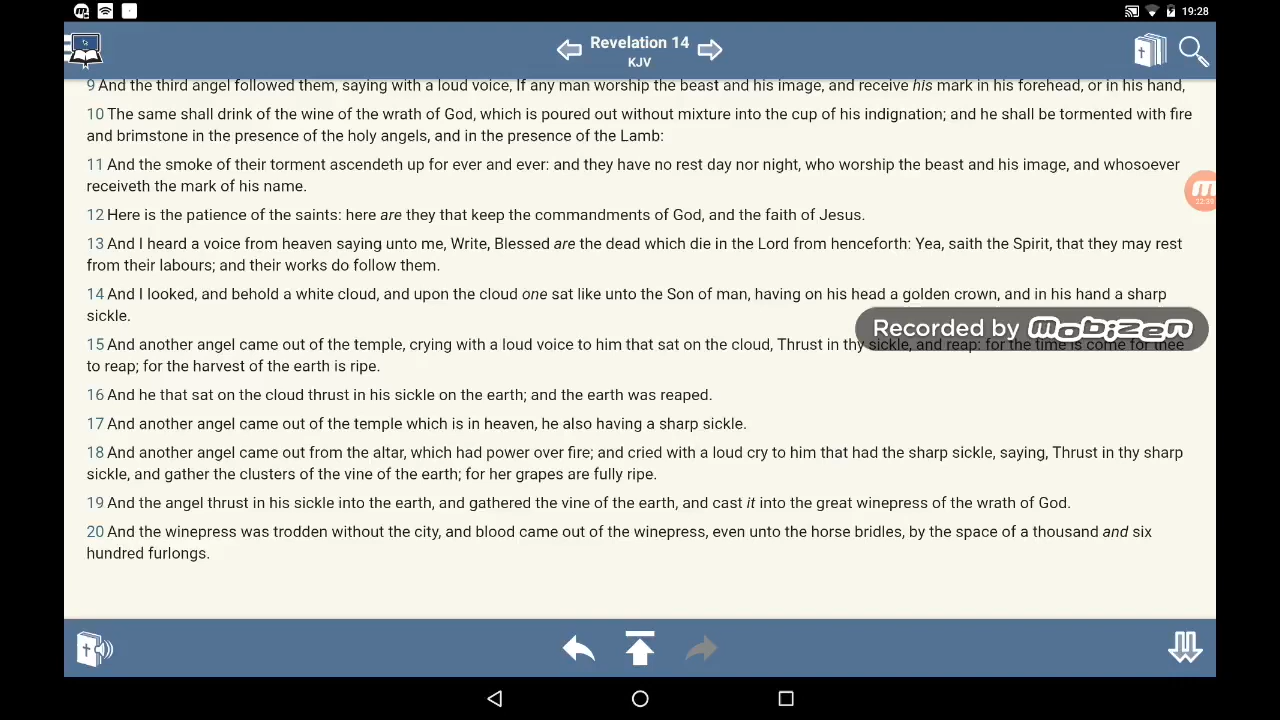 19:28
Revelation 14
KJV
9 And the third angel followed them, saying with a loud voice, If any man worship the beast and his image, and receive his mark in his forehead, or in his hand,
10 The same shall drink of the wine of the wrath of God, which is poured out without mixture into the cup of his indignation; and he shall be tormented with fire
and brimstone in the presence of the holy angels, and in the presence of the Lamb:
11 And the smoke of their torment ascendeth up for ever and ever: and they have no rest day nor night, who worship the beast and his image, and whosoever
receiveth the mark of his name.
22:39
12 Here is the patience of the saints: here are they that keep the commandments of God, and the faith of Jesus.
13 And I heard a voice from heaven saying unto me, Write, Blessed are the dead which die in the Lord from henceforth: Yea, saith the Spirit, that they may rest
from their labours; and their works do follow them.
14 And I looked, and behold a white cloud, and upon the cloud one sat like unto the Son of man, having on his head a golden crown, and in his hand a sharp
sickle.
Recorded by mobizen
15 And another angel came out of the temple, crying with a loud voice to him that sat on the cloud, Thrust in thy sickle, and reap: for the time is come for thee
to reap; for the harvest of the earth is ripe.
16 And he that sat on the cloud thrust in his sickle on the earth; and the earth was reaped.
17 And another angel came out of the temple which is in heaven, he also having a sharp sickle.
18 And another angel came out from the altar, which had power over fire; and cried with a loud cry to him that had the sharp sickle, saying, Thrust in thy sharp
sickle, and gather the clusters of the vine of the earth; for her grapes are fully ripe.
19 And the angel thrust in his sickle into the earth, and gathered the vine of the earth, and cast it into the great winepress of the wrath of God.
20 And the winepress was trodden without the city, and blood came out of the winepress, even unto the horse bridles, by the space of a thousand and six
hundred furlongs.